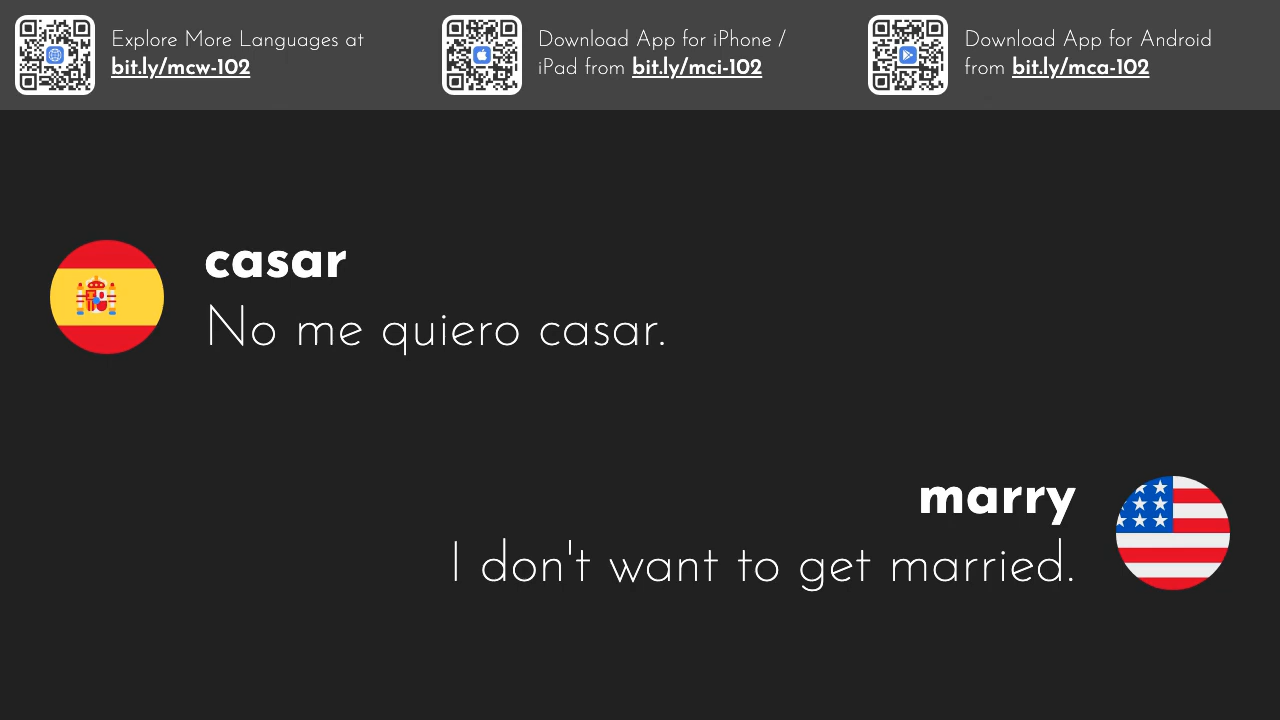 Explore More Languages at
bit.ly/mcw-102
Download App for iPhone /
iPad from bit.ly/mci-102
Download App for Android
from bit.ly/mca-102
casar
No me quiero casar.
marry
I don't want to get married.